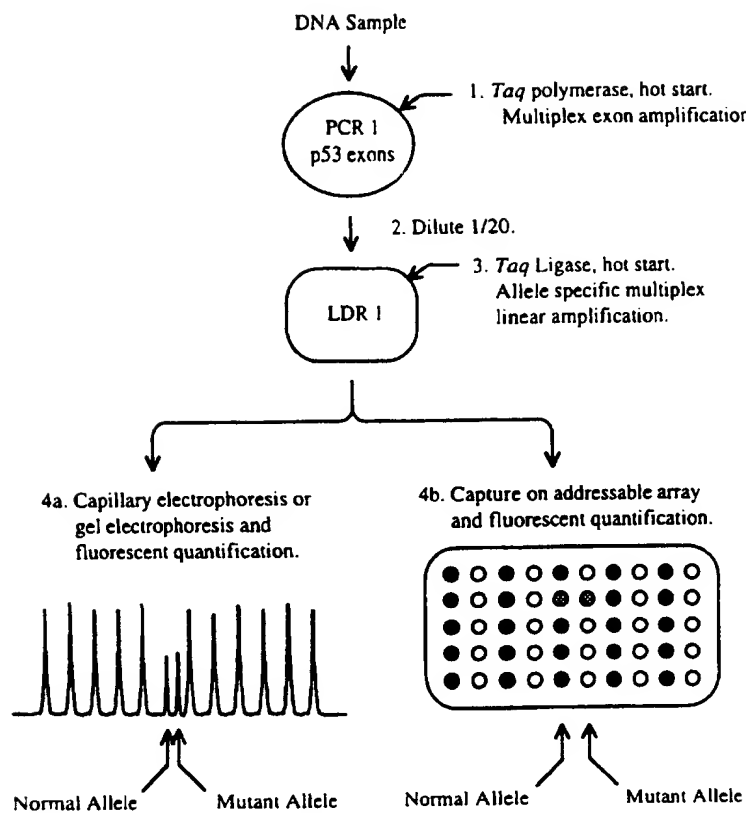 DNA Sample
1. Taq polymerase, hot start.
Multiplex exon amplification
PCR 1
p53 exons
2. Dilute 1/20.
3. Taq Ligase, hot start.
Allele specific multiplex
linear amplification.
LDR 1
4a. Capillary electrophoresis or
gel electrophoresis and
fluorescent quantification.
4b. Capture on addressable array
and fluorescent quantification.
Normal Allele
Mutant Allele
Normal Allele
Mutant Allele